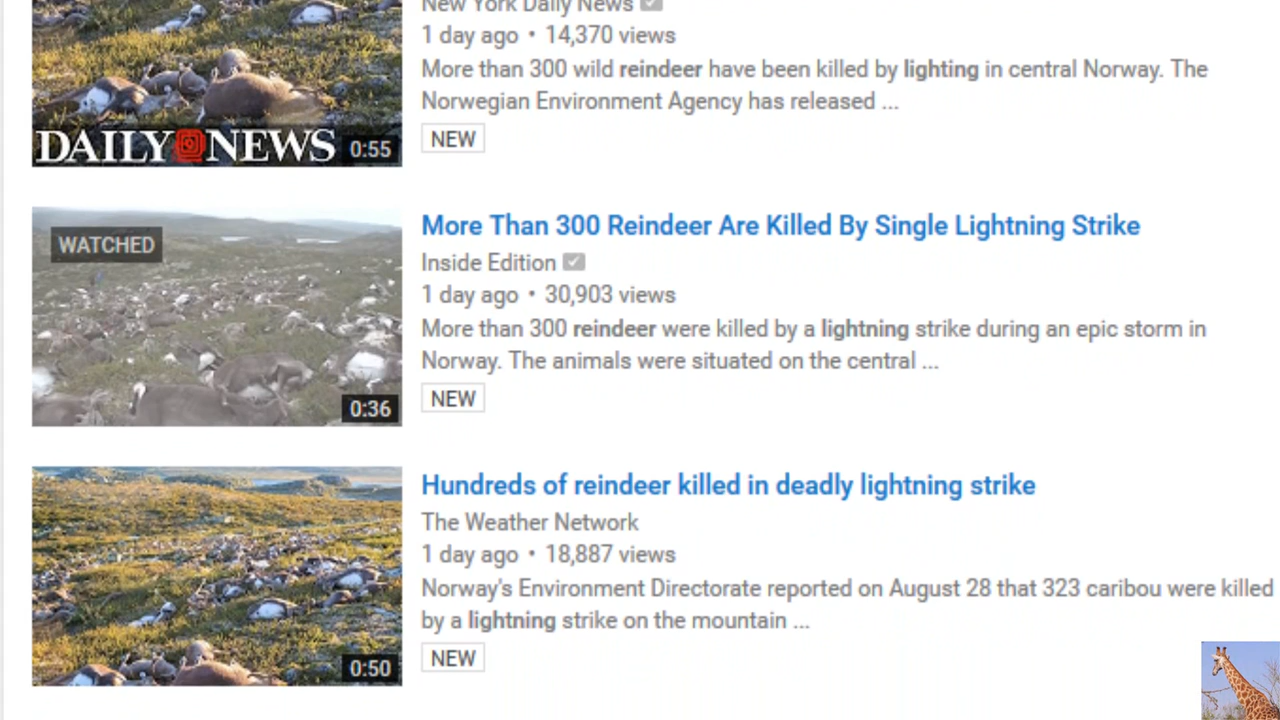 New York Daily News
1 day ago • 14,370 views
More than 300 wild reindeer have been killed by lighting in central Norway. The
Norwegian Environment Agency has released ...
NEW
DAILY NEWS
0:55
WATCHED
0:36
More Than 300 Reindeer Are Killed By Single Lightning Strike
Inside Edition
1 day ago • 30,903 views
More than 300 reindeer were killed by a lightning strike during an epic storm in
Norway. The animals were situated on the central ...
NEW
0:50
Hundreds of reindeer killed in deadly lightning strike
The Weather Network
1 day ago • 18,887 views
Norway's Environment Directorate reported on August 28 that 323 caribou were killed
by a lightning strike on the mountain ...
NEW